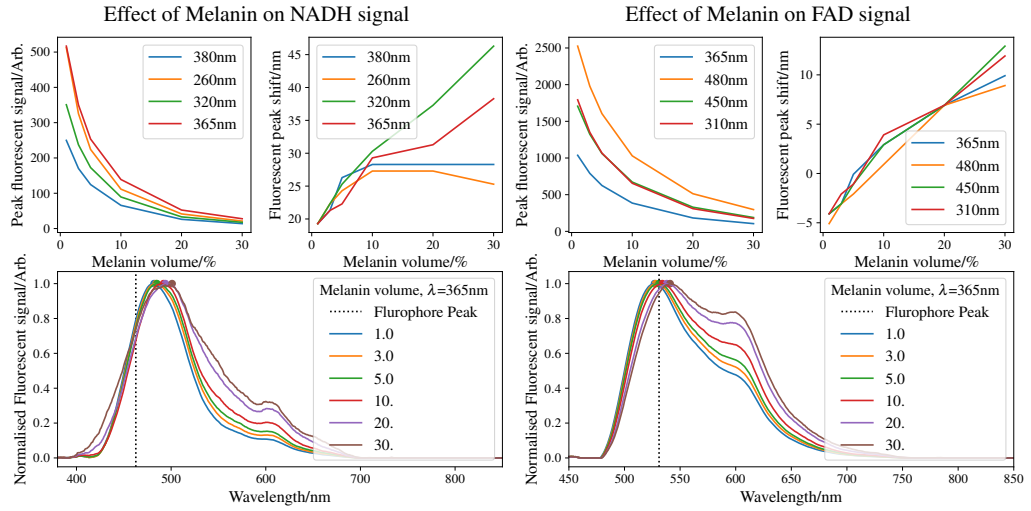 Effect of Melanin on NADH signal
Effect of Melanin on FAD signal
Peak fluorescent signal/Arb.
500
400
300
200
100
0
380nm
260nm
320nm
365nm
0 10 20 30
Melanin volume/%
Fluorescent peak shift/nm
45
40
35
30
25
20
380nm
260nm
320nm
365nm
0 10 20 30
Melanin volume/%
Peak fluorescent signal/Arb.
2500
2000
1500
1000
500
0
365nm
480nm
450nm
310nm
0 10 20 30
Melanin volume/%
Fluorescent peak shift/nm
10
5
0
−5
365nm
480nm
450nm
310nm
0 10 20 30
Melanin volume/%
Normalised Fluorescent signal/Arb.
1.0
0.8
0.6
0.4
0.2
0.0
Melanin volume, λ=365nm
Flurophore Peak
1.0
3.0
5.0
10.
20.
30.
400 500 600 700 800
Wavelength/nm
Normalised Fluorescent signal/Arb.
1.0
0.8
0.6
0.4
0.2
0.0
Melanin volume, λ=365nm
Flurophore Peak
1.0
3.0
5.0
10.
20.
30.
450 500 550 600 650 700 750 800 850
Wavelength/nm